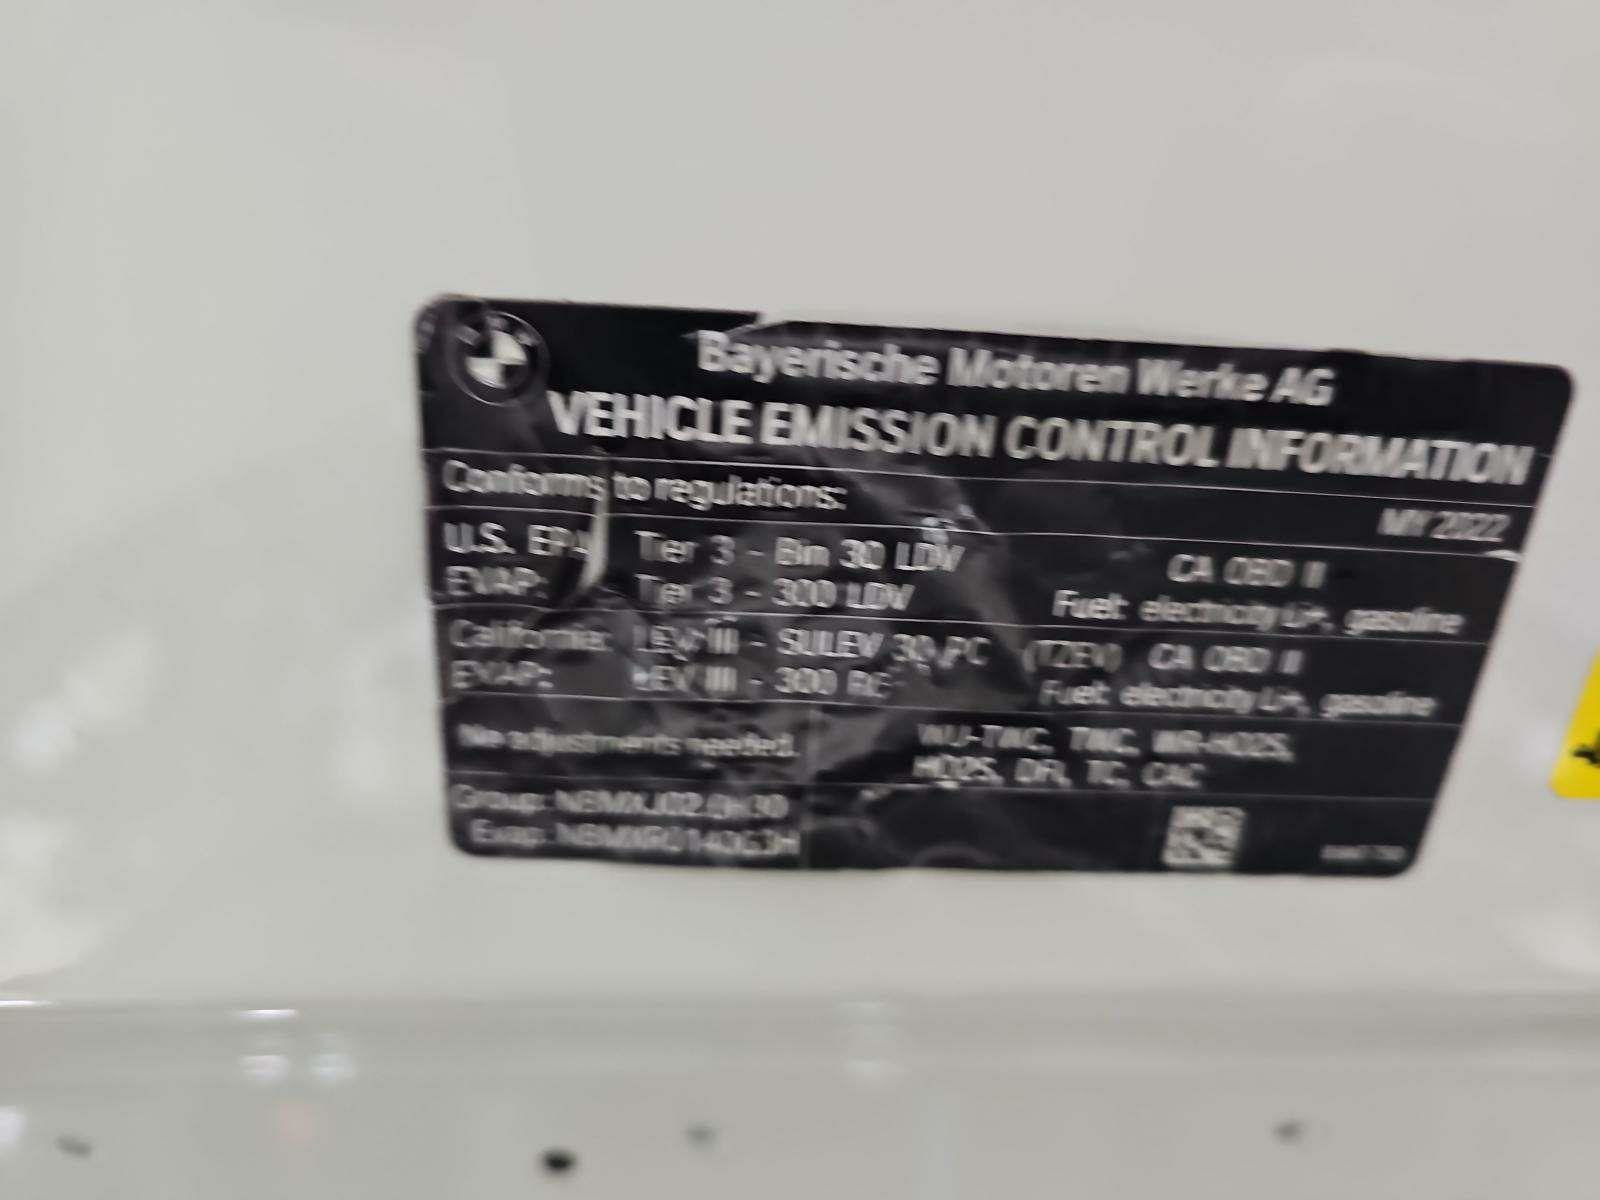 Bayerische Motoren Werke AG
VEHICLE EMISSION CONTROL INFORMATION
Conforms to regulations:
MY 2022
U.S. EPA Tier 3 - Bin 30 LDV CA OBD II
EVAP: Tier 3 - 300 LDV Fuel: electricity Li+, gasoline
California: LEV III - SULEV 30 PC (TZEV) CA OBD II
EVAP: LEV III - 300 Fuel: electricity Li+, gasoline
No adjustments needed. WU-TWC, TWC, WR-HO2S,
HO2S, DFI, TC, CAC
Group:
Evap: